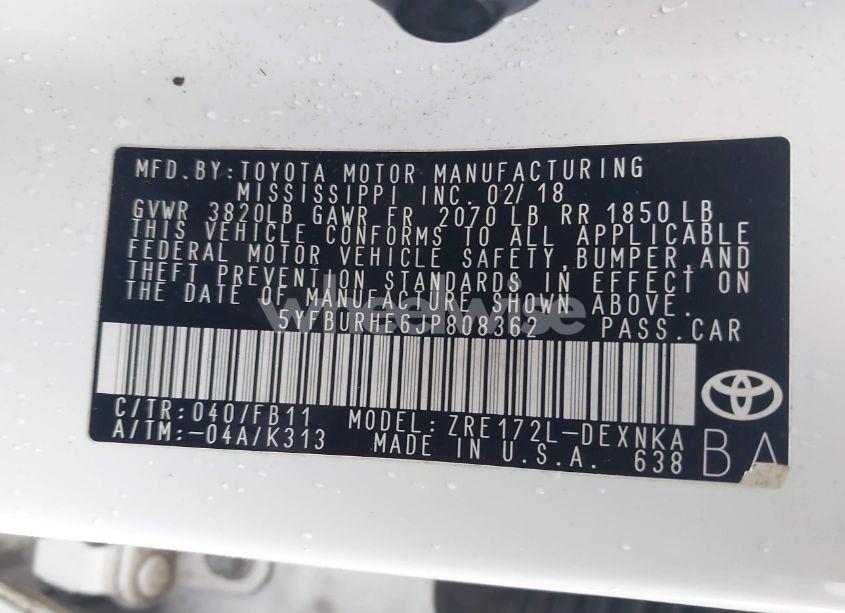 MFD.BY:TOYOTA MOTOR MANUFACTURING
MISSISSIPPI INC. 02/18
GVWR 3820LB GAWR FR 2070 LB RR 1850 LB
THIS VEHICLE CONFORMS TO ALL APPLICABLE
FEDERAL MOTOR VEHICLE SAFETY,BUMPER,AND
THEFT PREVENTION STANDARDS IN EFFECT ON
THE DATE OF MANUFACTURE SHOWN ABOVE.
wheelwise
PASS.CAR
C/TR:040/FB11 MODEL:ZRE172L-DEXNKA
A/TM:-04A/K313 MADE IN U.S.A. 638 BA